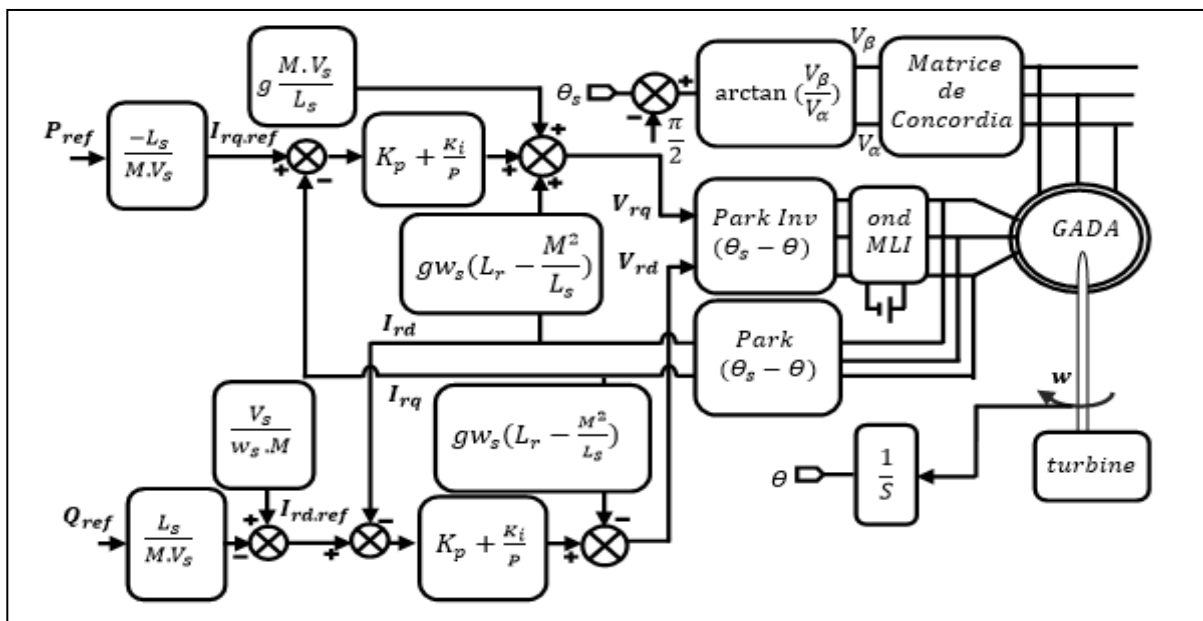 g M.V_s / L_s
θ_s
π / 2
arctan (V_β / V_α)
V_β
V_α
Matrice
de
Concordia
P_ref
-L_s / M.V_s
I_rq.ref
K_p + K_i / P
V_rq
V_rd
gw_s(L_r − M² / L_s)
Park Inv
(θ_s − θ)
ond
MLI
GADA
I_rd
Park
(θ_s − θ)
I_rq
V_s / w_s.M
gw_s(L_r − M² / L_s)
w
Q_ref
L_s / M.V_s
I_rd.ref
K_p + K_i / P
θ
1 / S
turbine